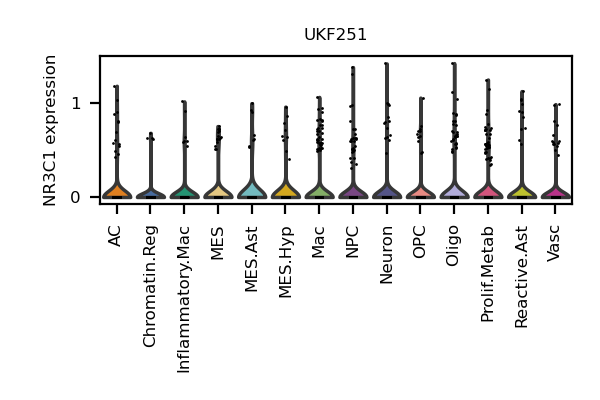 UKF251
NR3C1 expression
1
0
AC
Chromatin.Reg
Inflammatory.Mac
MES
MES.Ast
MES.Hyp
Mac
NPC
Neuron
OPC
Oligo
Prolif.Metab
Reactive.Ast
Vasc